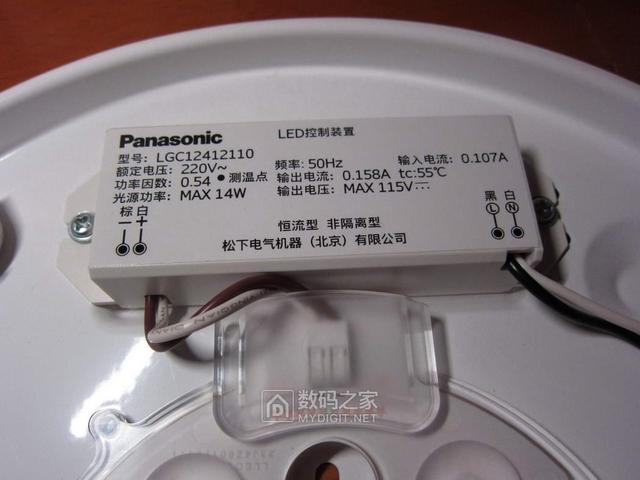 Panasonic LED控制装置
型号: LGC12412110
额定电压: 220V~ 频率: 50Hz 输入电流: 0.107A
功率因数: 0.54 •测温点 输出电流: 0.158A tc:55℃
光源功率: MAX 14W 输出电压: MAX 115V⎓
棕 白 黑 白
− + L N
恒流型 非隔离型
松下电气机器（北京）有限公司
数码之家
MYDIGIT.NET